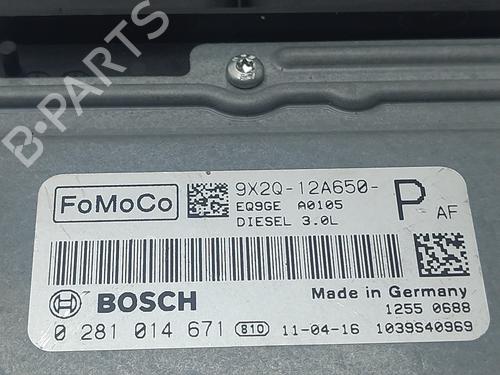 FoMoCo
9X2Q-12A650-
EQ9GE A0105
DIESEL 3.0L
P AF
BOSCH
Made in Germany
1255 0688
0 281 014 671 810 11-04-16 1039S40969
B-PARTS